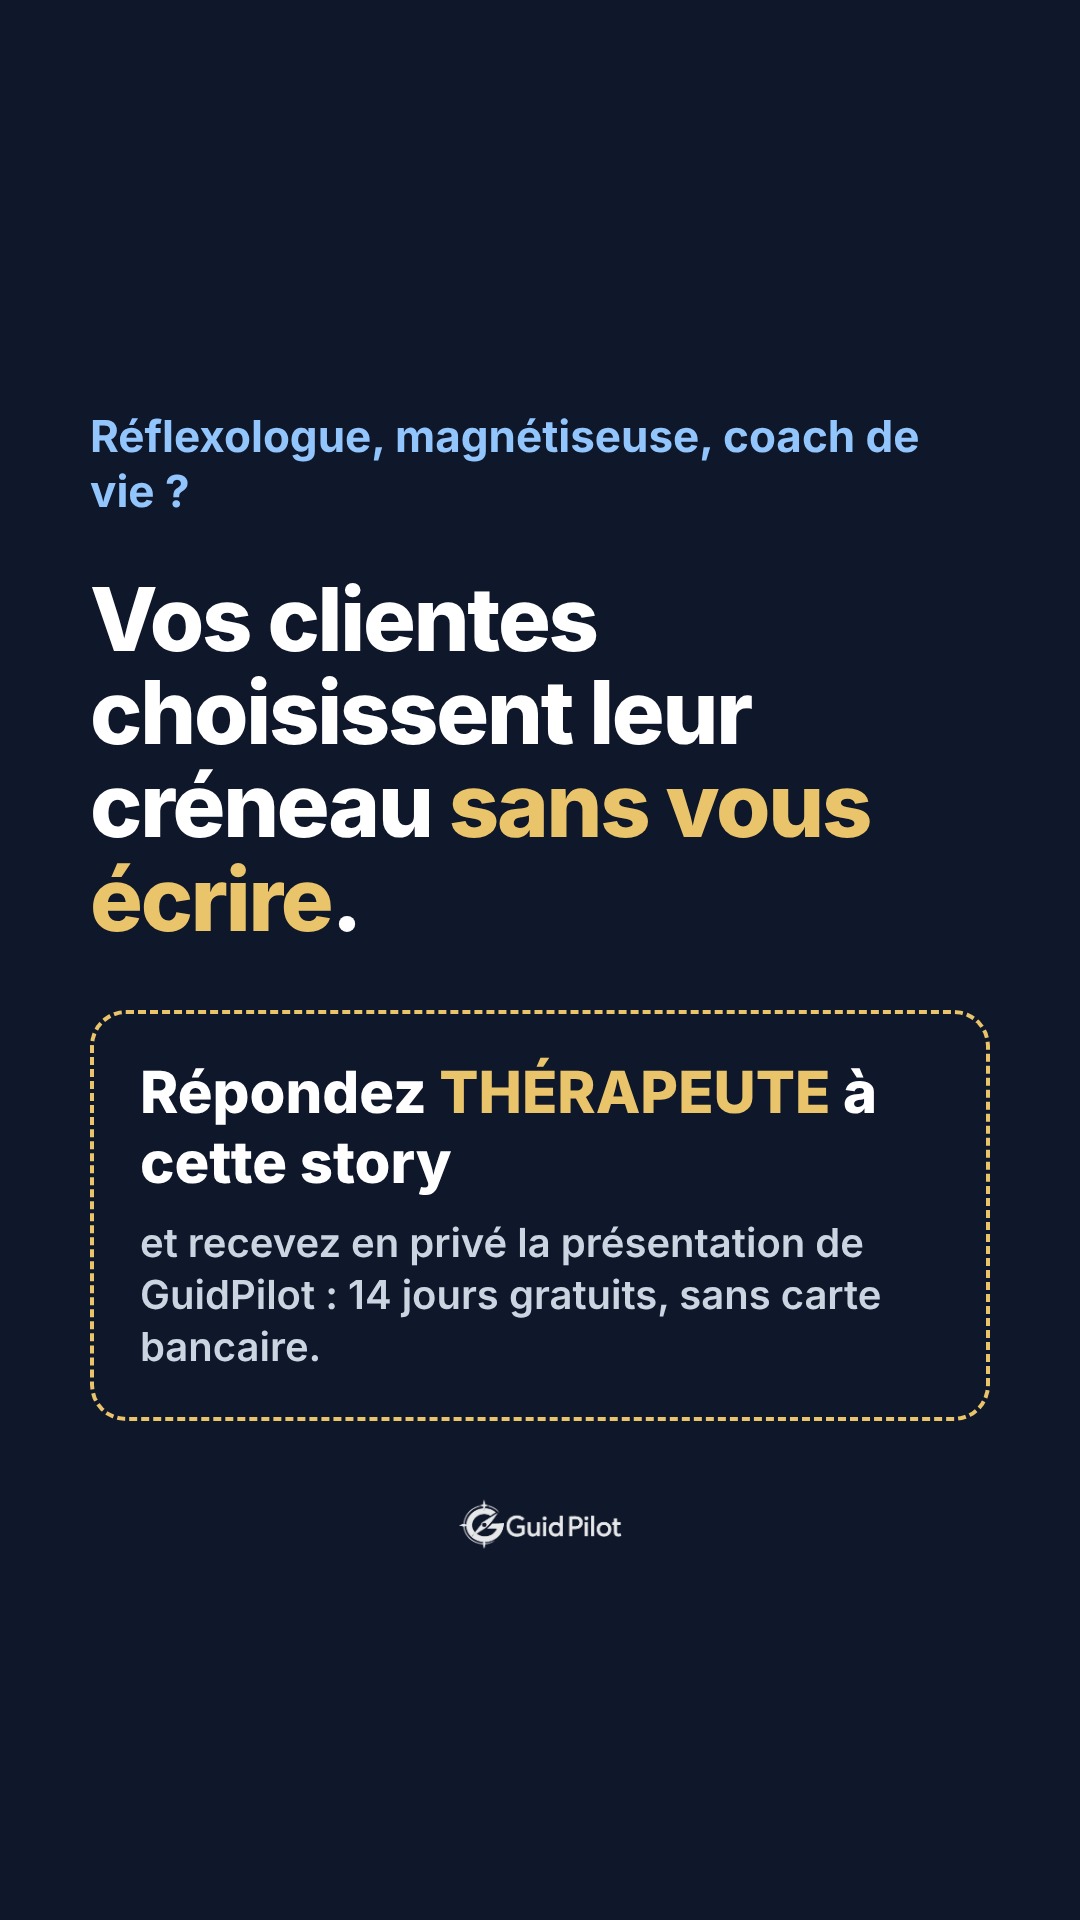 Réflexologue, magnétiseuse, coach de
vie ?
Vos clientes
choisissent leur
créneau sans vous
écrire.
Répondez THÉRAPEUTE à
cette story
et recevez en privé la présentation de
GuidPilot : 14 jours gratuits, sans carte
bancaire.
Guid Pilot